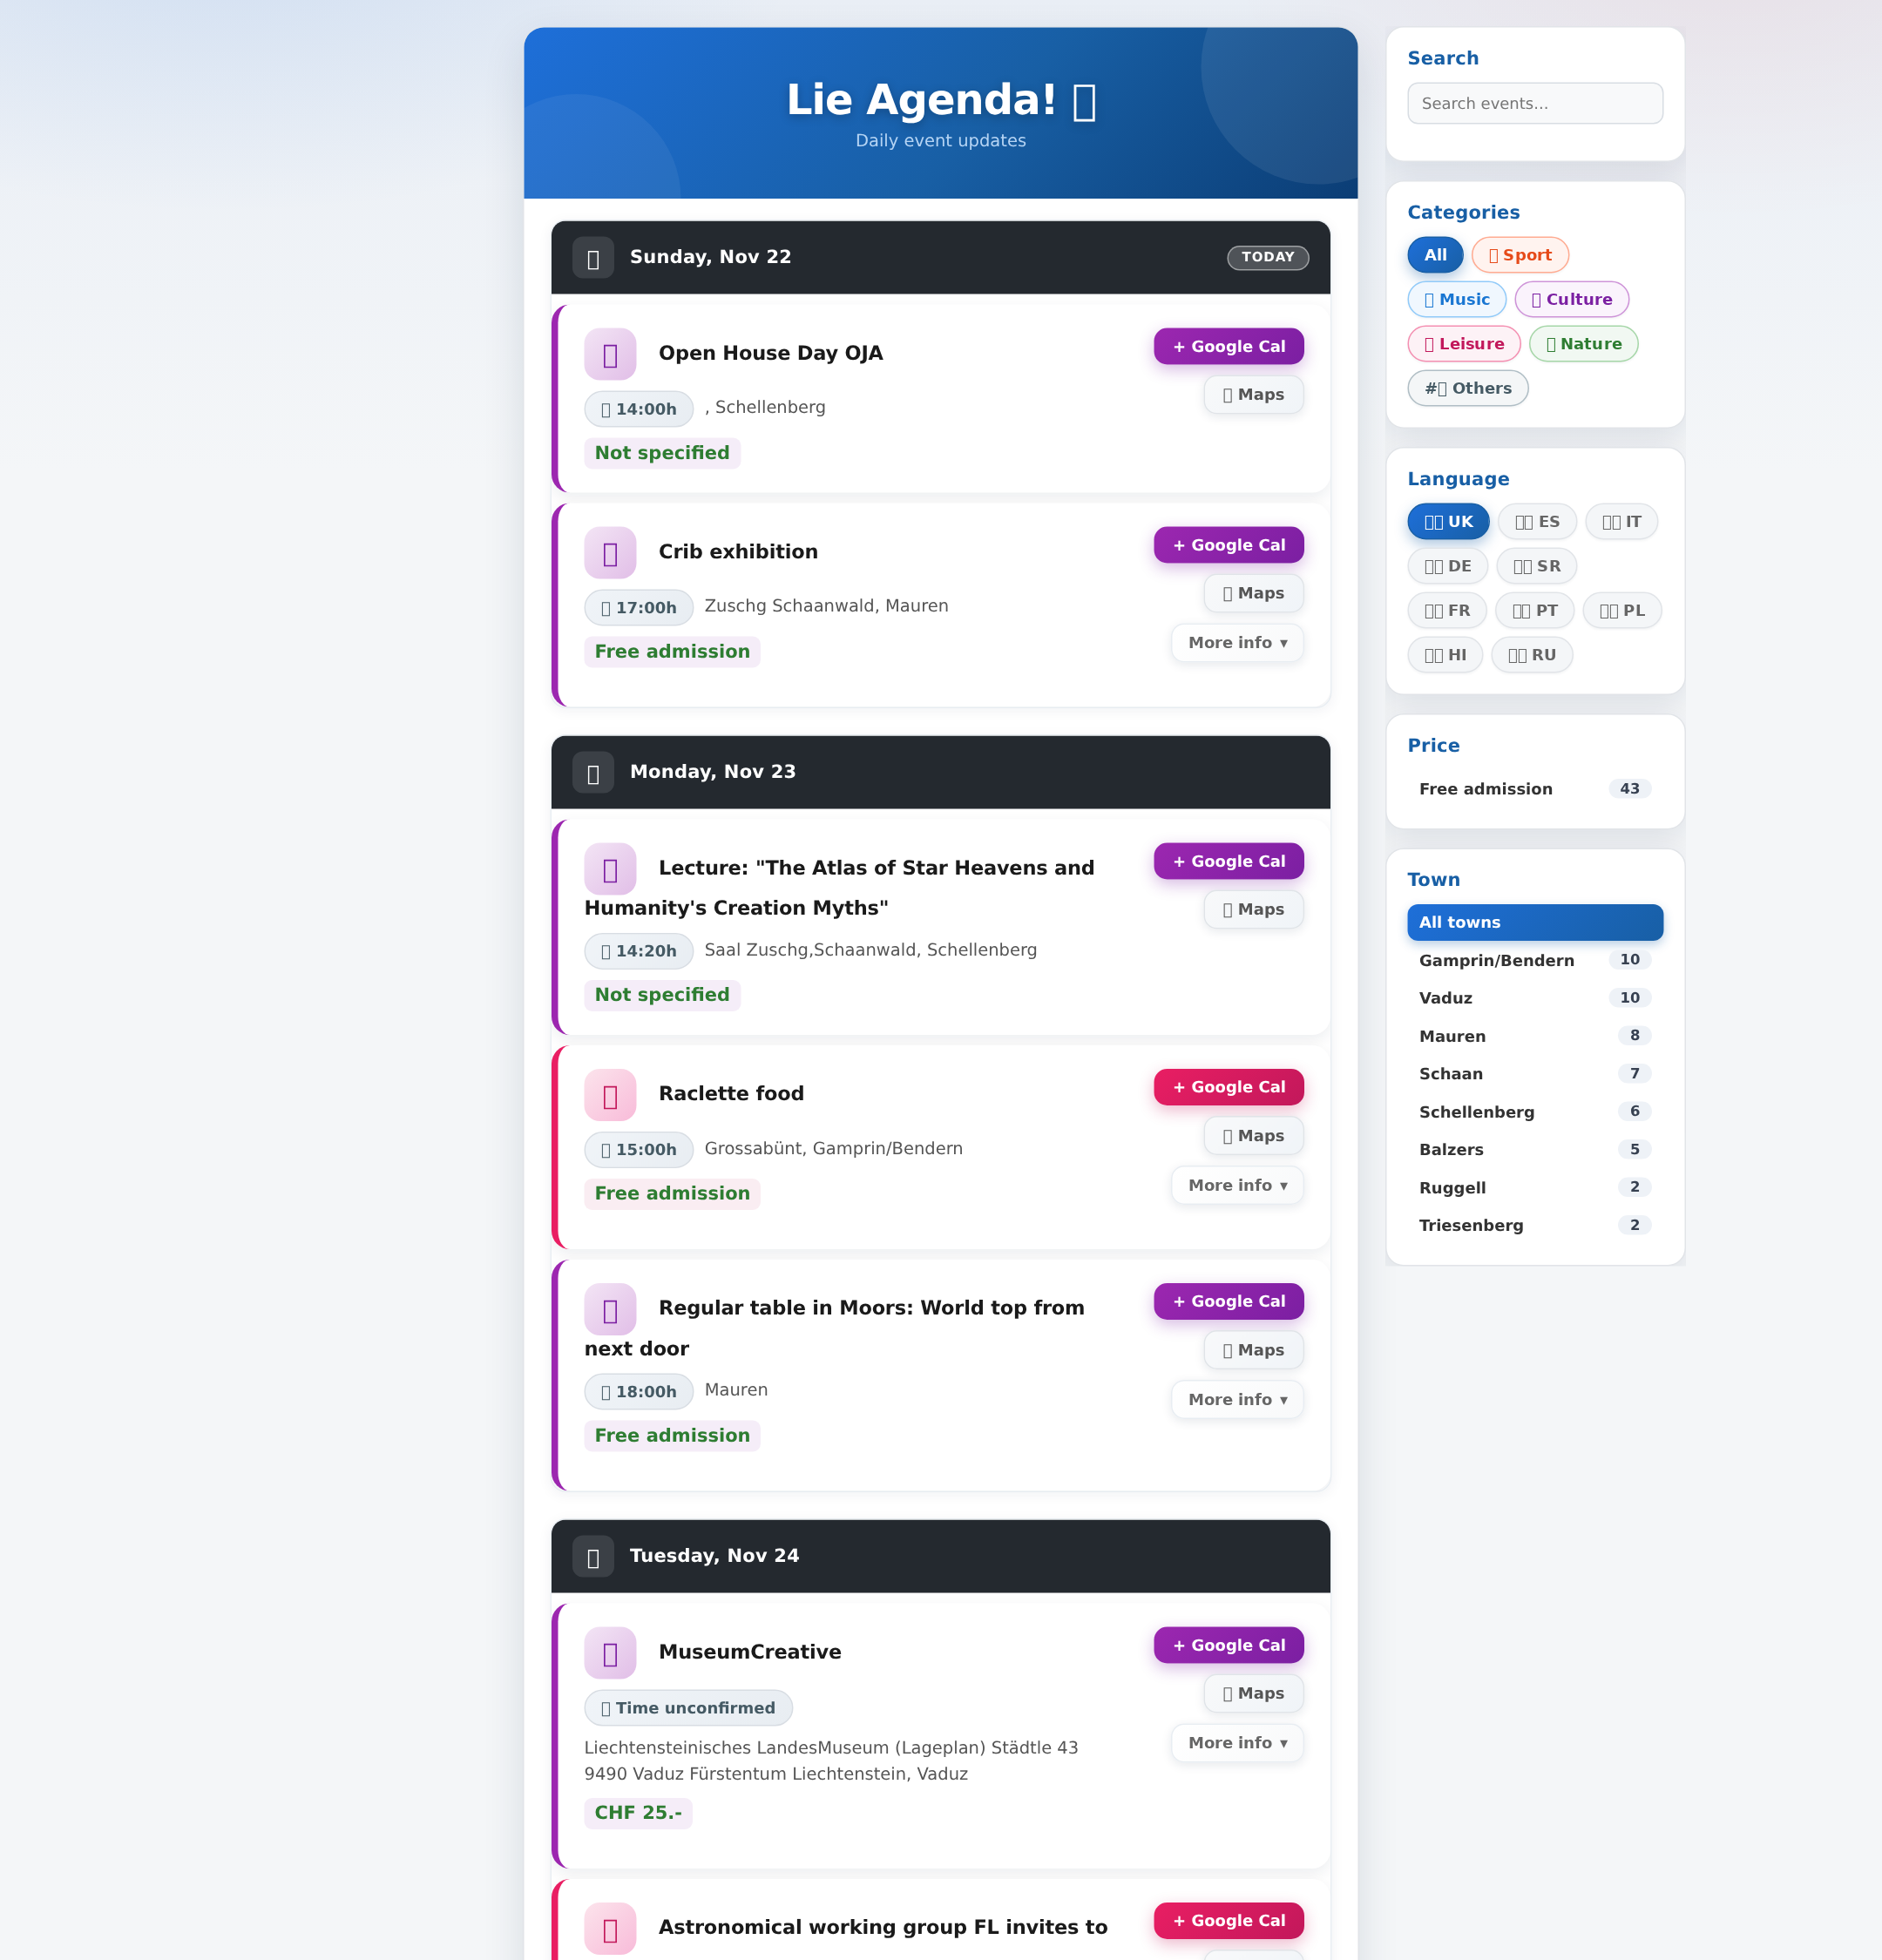 Lie Agenda!
Daily event updates
Sunday, Nov 22
TODAY
Open House Day OJA
+ Google Cal
Maps
14:00h , Schellenberg
Not specified
Crib exhibition
+ Google Cal
Maps
17:00h Zuschg Schaanwald, Mauren
More info ▾
Free admission
Monday, Nov 23
Lecture: "The Atlas of Star Heavens and
Humanity's Creation Myths"
+ Google Cal
Maps
14:20h Saal Zuschg,Schaanwald, Schellenberg
Not specified
Raclette food
+ Google Cal
Maps
15:00h Grossabünt, Gamprin/Bendern
More info ▾
Free admission
Regular table in Moors: World top from
next door
+ Google Cal
Maps
18:00h Mauren
More info ▾
Free admission
Tuesday, Nov 24
MuseumCreative
+ Google Cal
Maps
Time unconfirmed
More info ▾
Liechtensteinisches LandesMuseum (Lageplan) Städtle 43
9490 Vaduz Fürstentum Liechtenstein, Vaduz
CHF 25.-
Astronomical working group FL invites to
+ Google Cal
Search
Search events...
Categories
All Sport
Music Culture
Leisure Nature
# Others
Language
UK ES IT
DE SR
FR PT PL
HI RU
Price
Free admission 43
Town
All towns
Gamprin/Bendern 10
Vaduz 10
Mauren 8
Schaan 7
Schellenberg 6
Balzers 5
Ruggell 2
Triesenberg 2